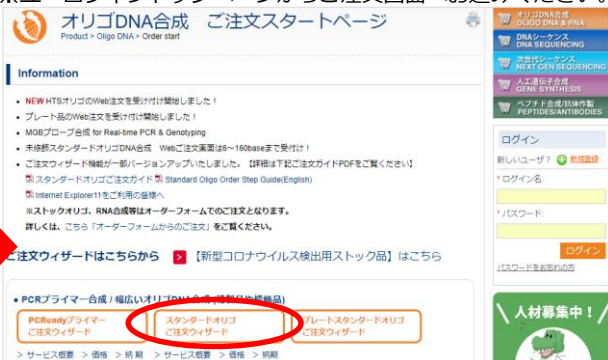 オリゴDNA合成　ご注文スタートページ
Product > Oligo DNA > Order start
Information
NEW HTSオリゴのWeb注文を受け付け開始しました！
プレート品のWeb注文を受け付け開始しました！
MGBプローブ合成 for Real-time PCR & Genotyping
未修飾スタンダードオリゴDNA合成　Webご注文画面は6～160baseまで受付け！
ご注文ウィザード機能が一部バージョンアップいたしました。【詳細は下記ご注文ガイドPDFをご覧ください】
スタンダードオリゴご注文ガイド Standard Oligo Order Step Guide(English)
Internet Explorer11をご利用の皆様へ
※ストックオリゴ、RNA合成等はオーダーフォームでのご注文となります。
詳しくは、こちら「オーダーフォームからのご注文」をご覧ください。
ご注文ウィザードはこちらから
【新型コロナウイルス検出用ストック品】はこちら
PCRプライマー合成 / 幅広いオリゴDNA合成
PCReadyプライマー
ご注文ウィザード
スタンダードオリゴ
ご注文ウィザード
プレートスタンダードオリゴ
ご注文ウィザード
> サービス概要 > 価格 > 納期
> サービス概要 > 価格 > 納期
オリゴDNA合成
OLIGO DNA & RNA
DNAシーケンス
DNA SEQUENCING
次世代シーケンス
NEXT GEN SEQUENCING
人工遺伝子合成
GENE SYNTHESIS
ペプチド合成/抗体作製
PEPTIDES/ANTIBODIES
ログイン
新しいユーザ？ 新規登録
* ログイン名:
* パスワード:
ログイン
パスワードをお忘れの方
人材募集中！